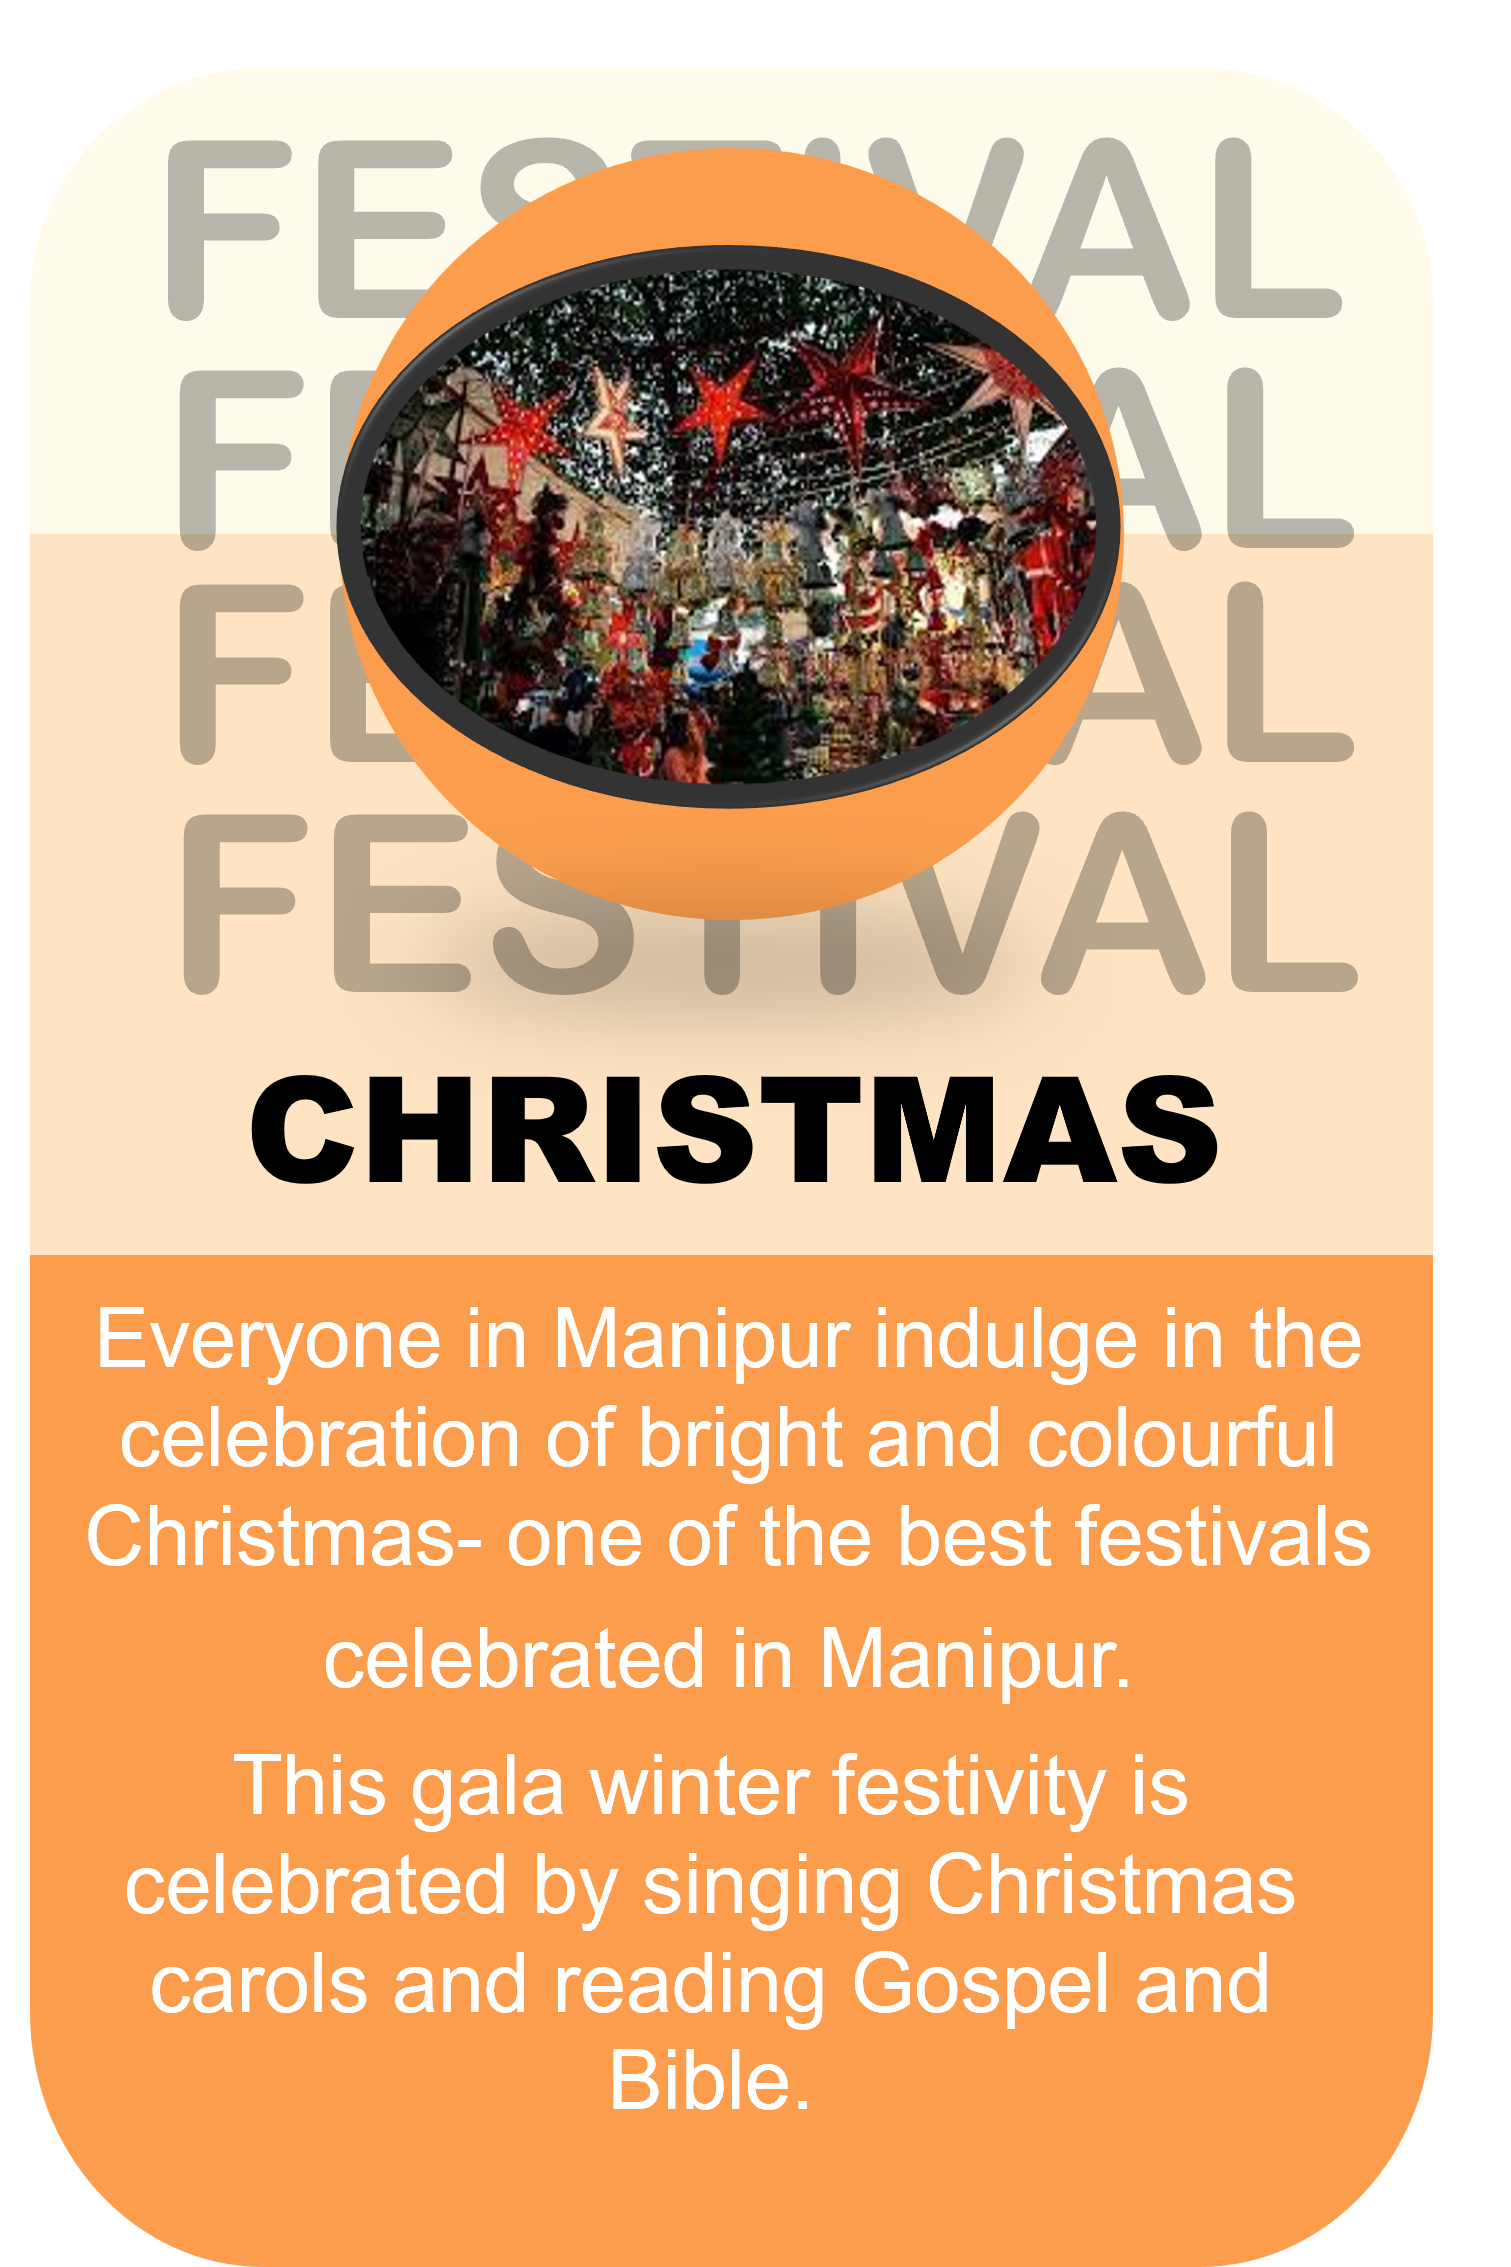 FESTIVAL
FESTIVAL
FESTIVAL
FESTIVAL
CHRISTMAS
Everyone in Manipur indulge in the
celebration of bright and colourful
Christmas- one of the best festivals
celebrated in Manipur.
This gala winter festivity is
celebrated by singing Christmas
carols and reading Gospel and
Bible.